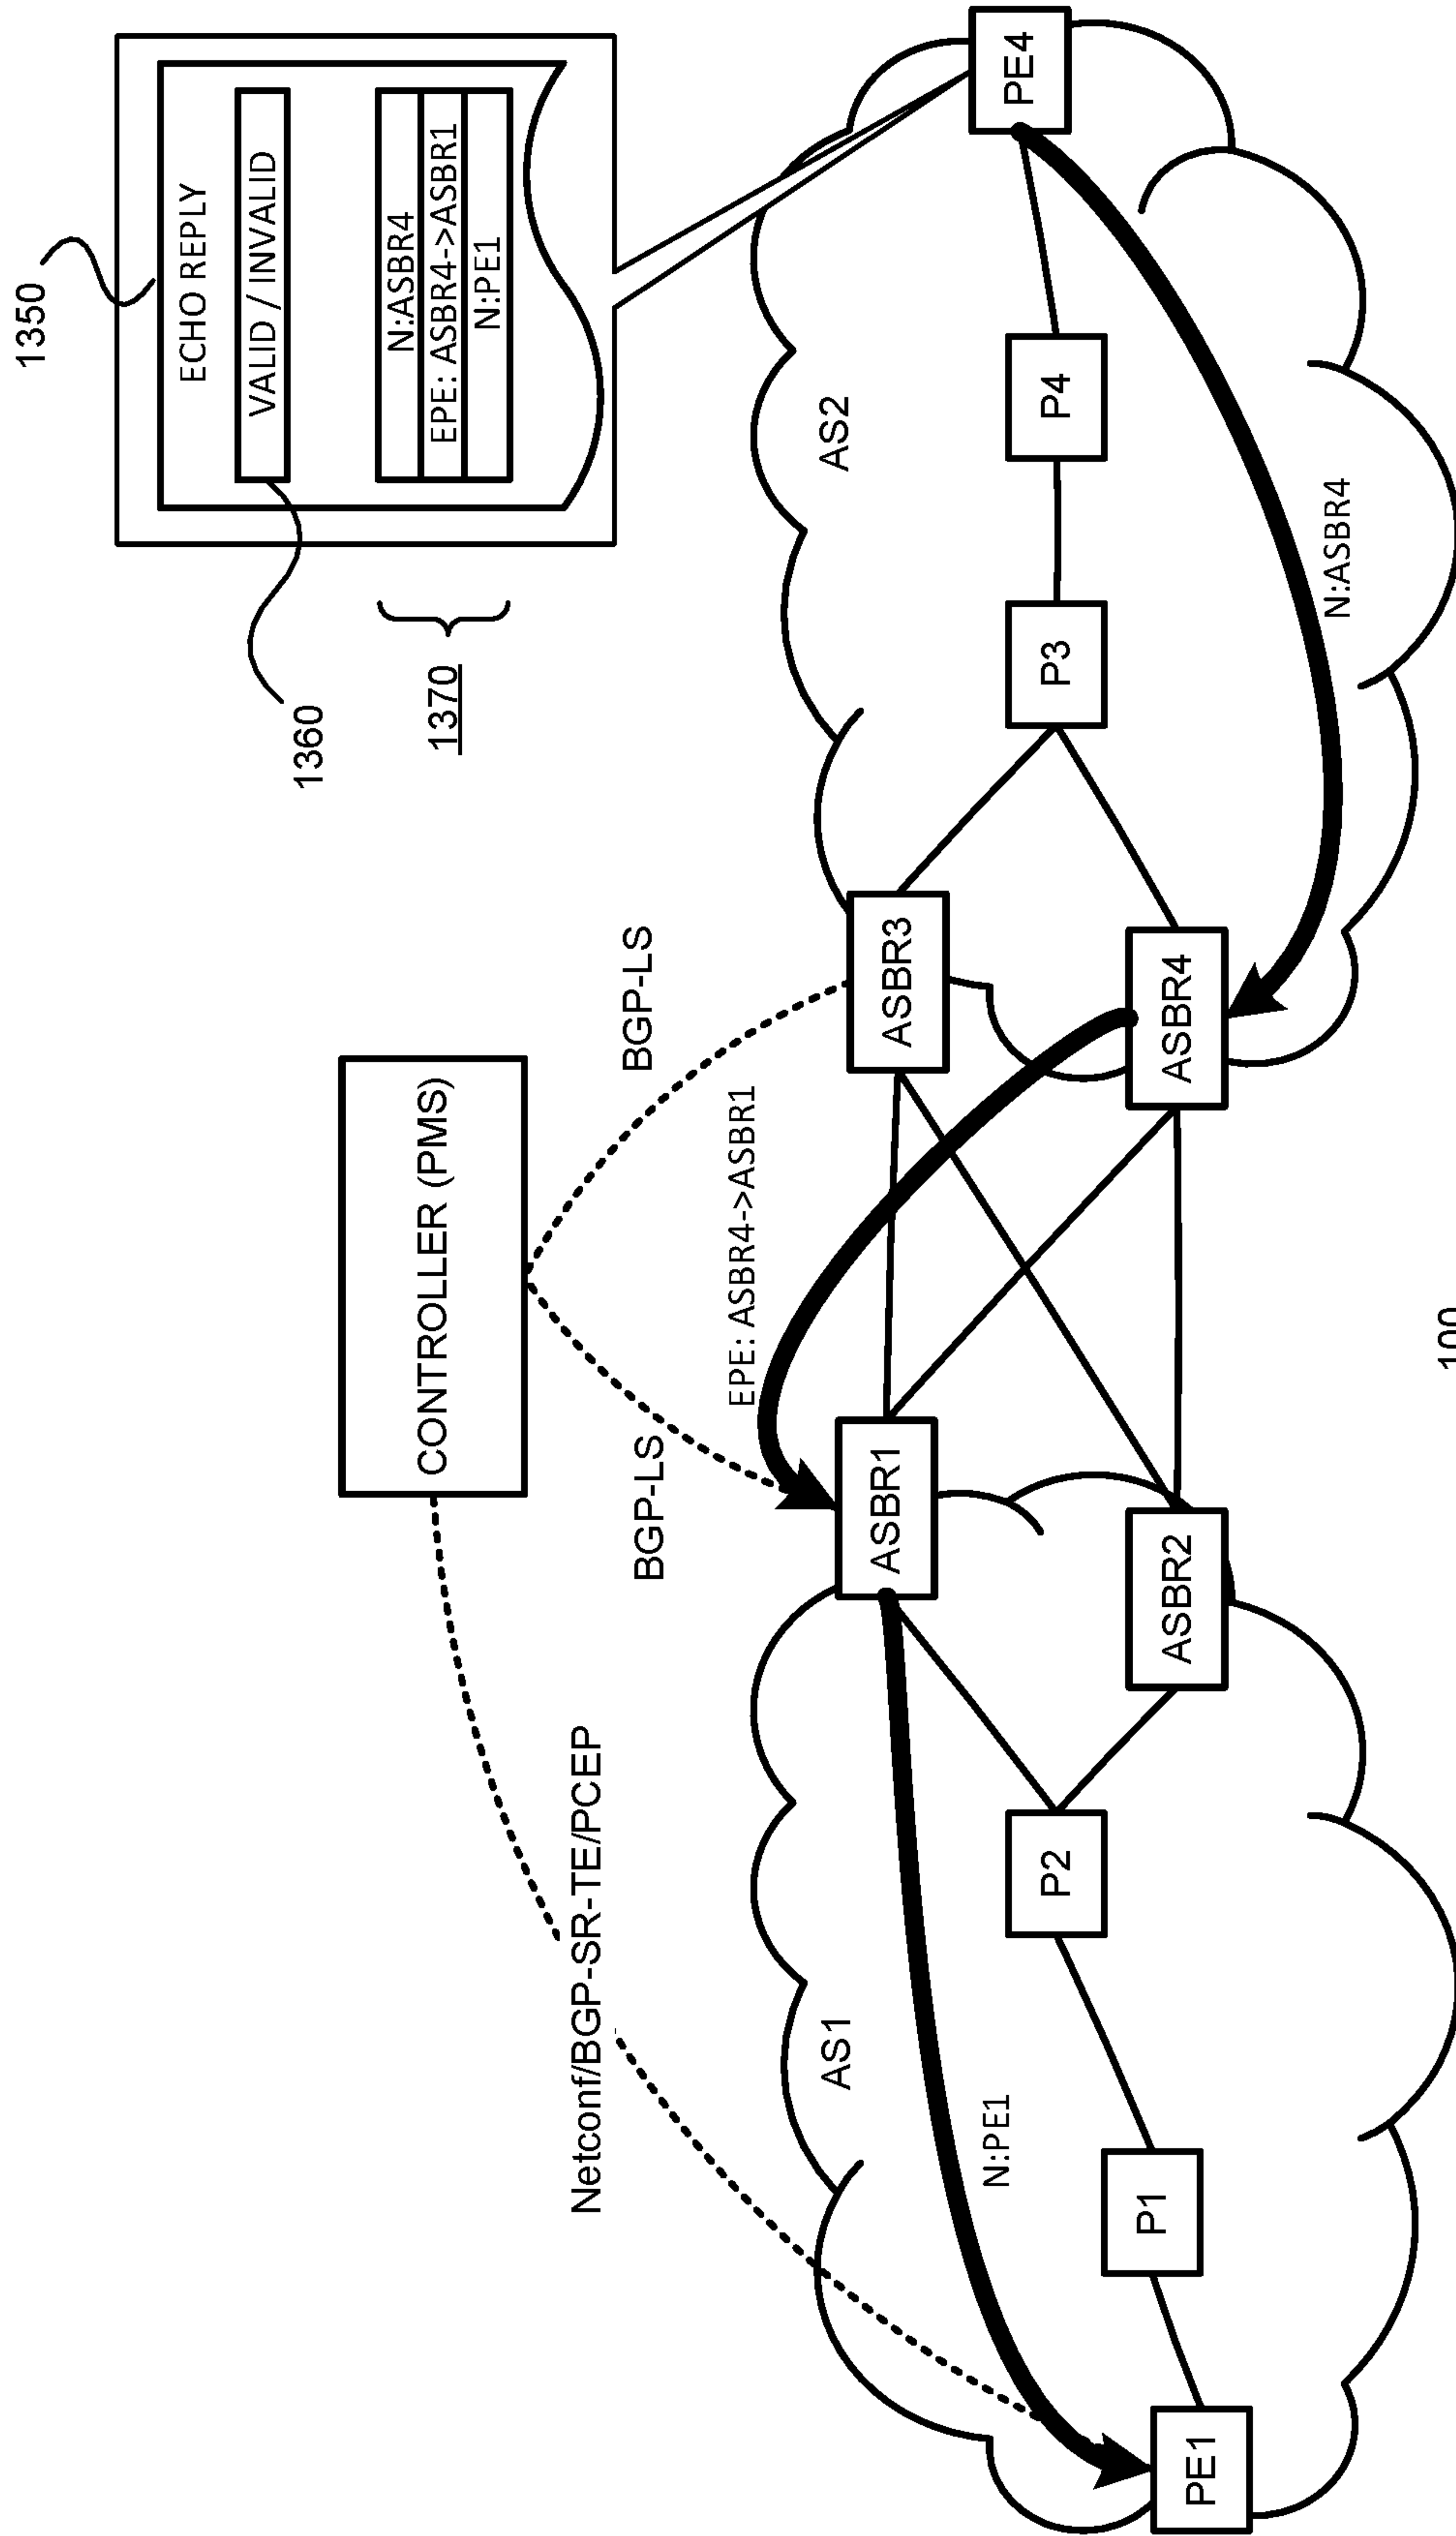 1350
ECHO REPLY
VALID / INVALID
N:ASBR4
EPE: ASBR4->ASBR1
N:PE1
1360
1370
CONTROLLER (PMS)
BGP-LS
BGP-LS
Netconf/BGP-SR-TE/PCEP
EPE: ASBR4->ASBR1
AS1
AS2
N:PE1
N:ASBR4
PE1
P1
P2
ASBR1
ASBR2
ASBR3
ASBR4
P3
P4
PE4
100